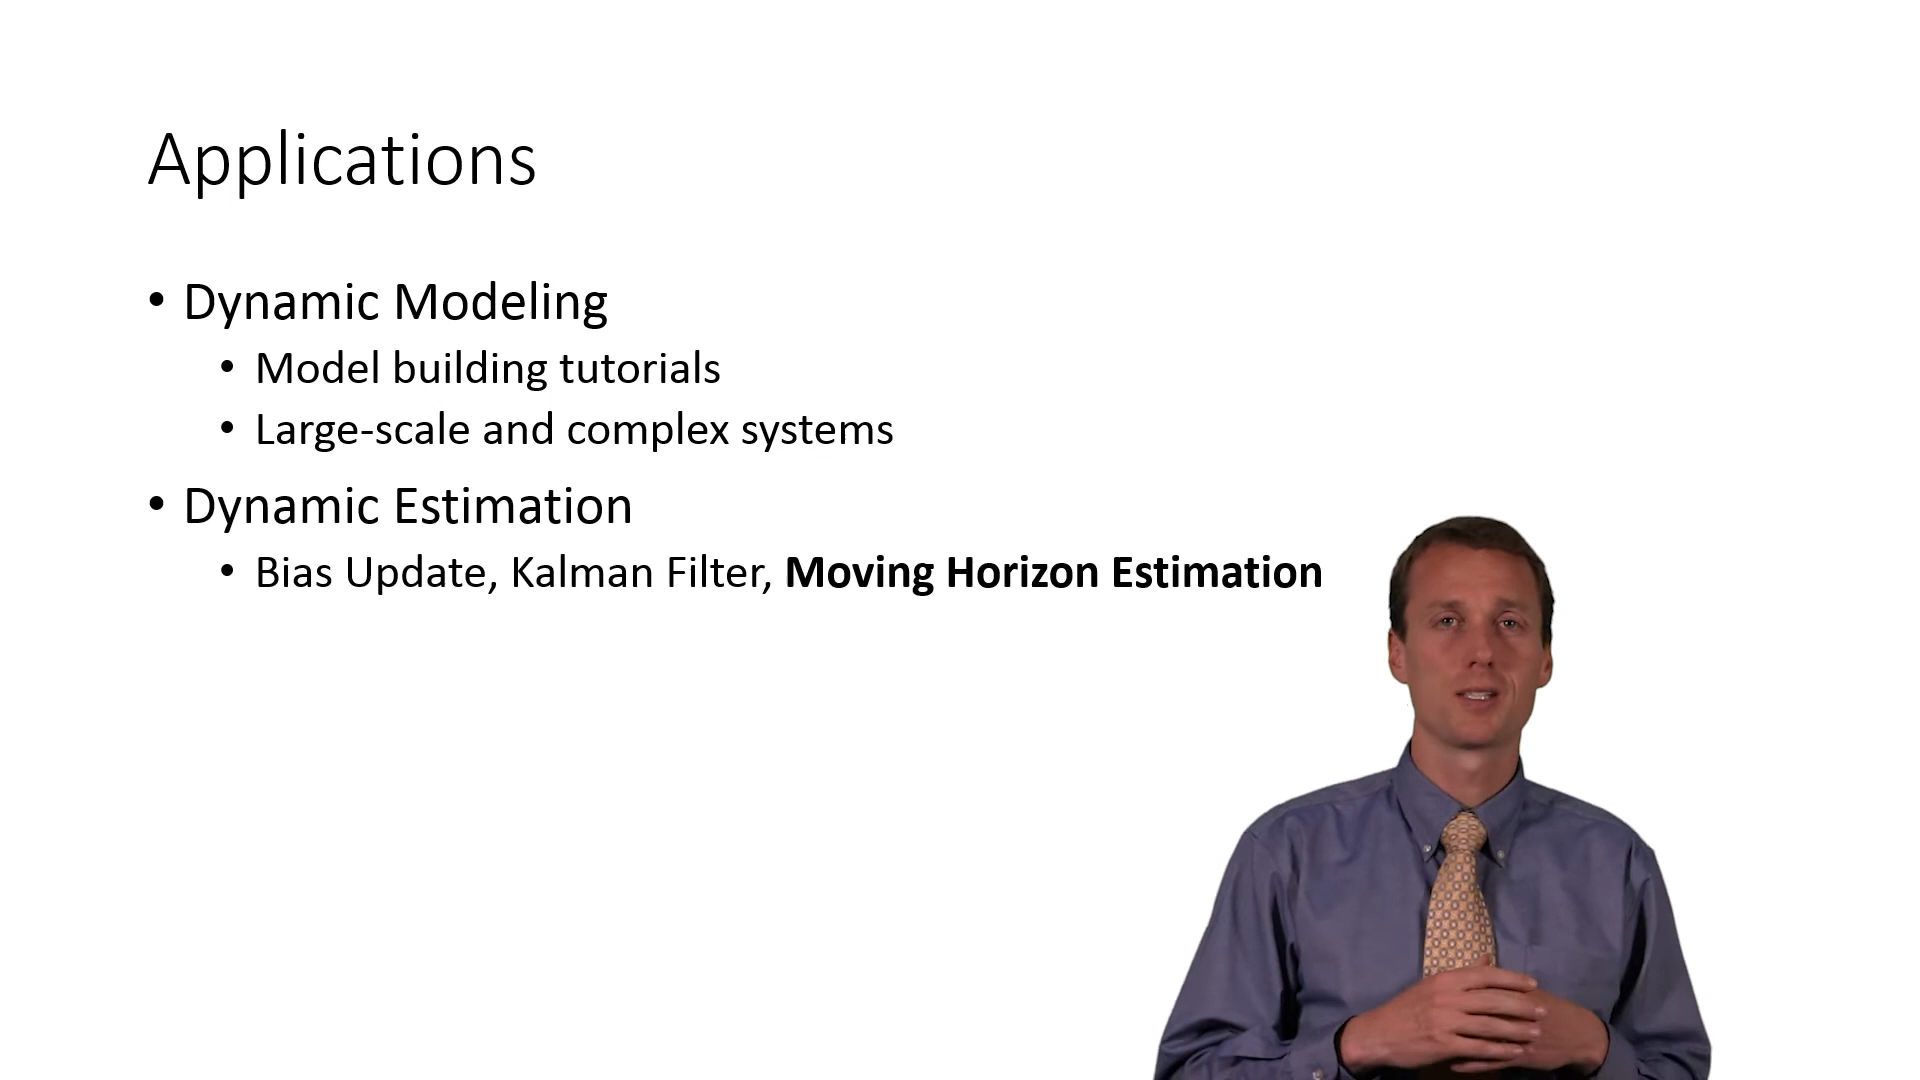 Applications
• Dynamic Modeling
• Model building tutorials
• Large-scale and complex systems
• Dynamic Estimation
• Bias Update, Kalman Filter, Moving Horizon Estimation